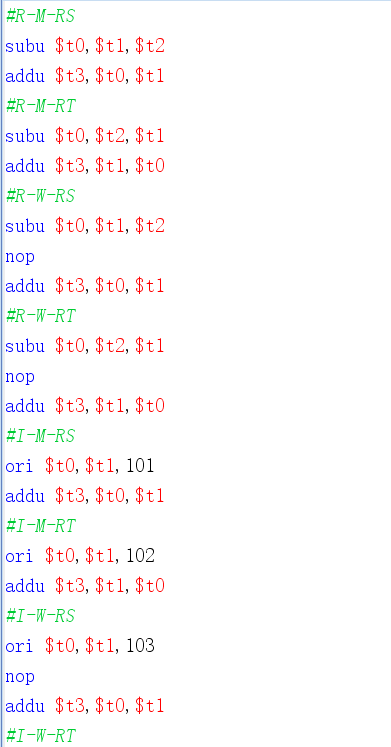 #R-M-RS
subu $t0,$t1,$t2
addu $t3,$t0,$t1
#R-M-RT
subu $t0,$t2,$t1
addu $t3,$t1,$t0
#R-W-RS
subu $t0,$t1,$t2
nop
addu $t3,$t0,$t1
#R-W-RT
subu $t0,$t2,$t1
nop
addu $t3,$t1,$t0
#I-M-RS
ori $t0,$t1,101
addu $t3,$t0,$t1
#I-M-RT
ori $t0,$t1,102
addu $t3,$t1,$t0
#I-W-RS
ori $t0,$t1,103
nop
addu $t3,$t0,$t1
#I-W-RT